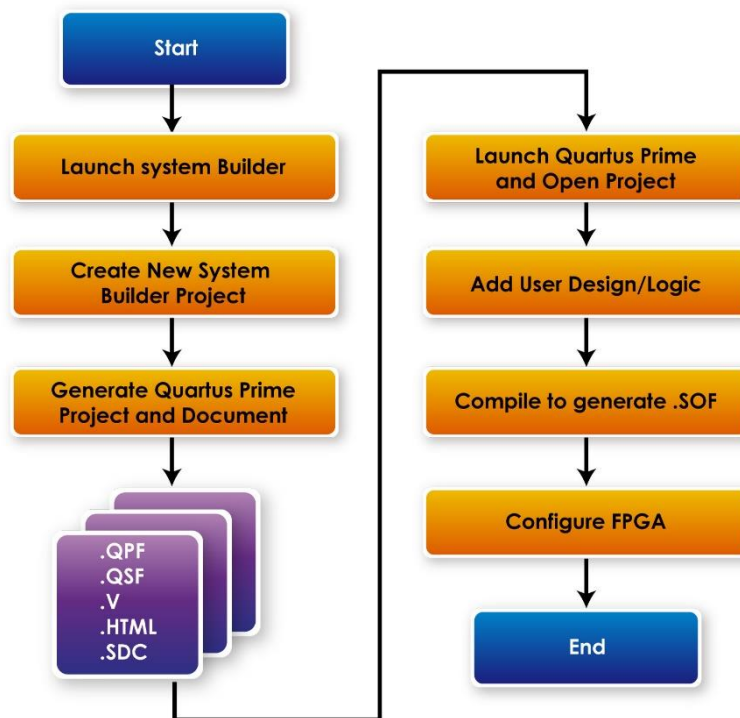 Start
Launch system Builder
Create New System
Builder Project
Generate Quartus Prime
Project and Document
.QPF
.QSF
.V
.HTML
.SDC
Launch Quartus Prime
and Open Project
Add User Design/Logic
Compile to generate .SOF
Configure FPGA
End